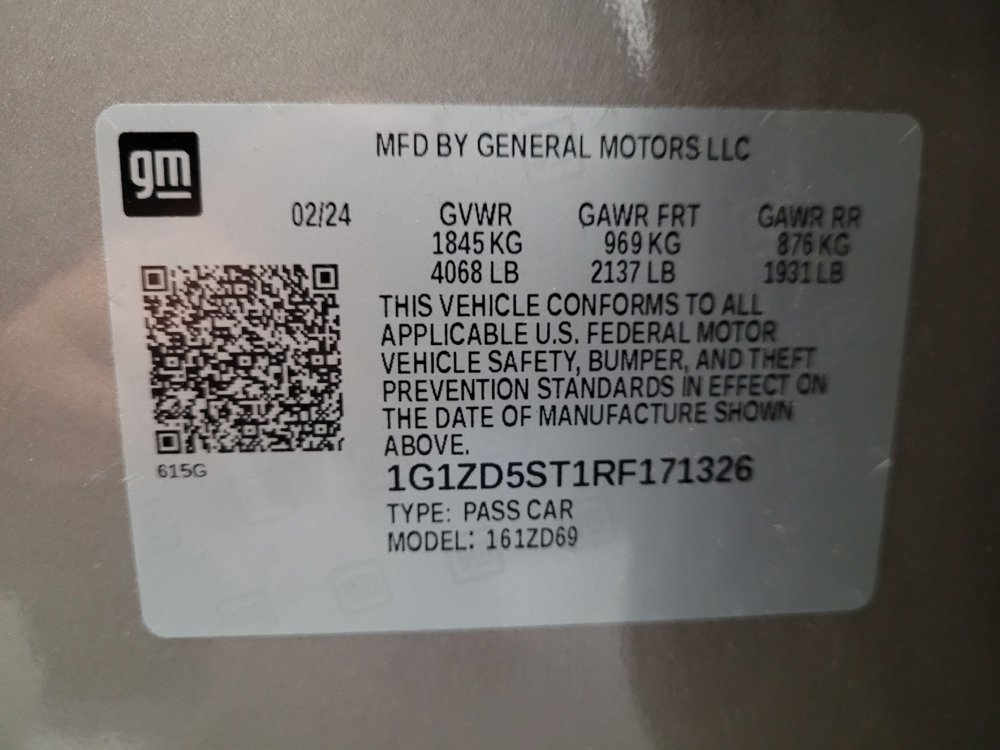 gm
MFD BY GENERAL MOTORS LLC
02/24 GVWR GAWR FRT GAWR RR
1845 KG 969 KG 876 KG
4068 LB 2137 LB 1931 LB
THIS VEHICLE CONFORMS TO ALL
APPLICABLE U.S. FEDERAL MOTOR
VEHICLE SAFETY, BUMPER, AND THEFT
PREVENTION STANDARDS IN EFFECT ON
THE DATE OF MANUFACTURE SHOWN
ABOVE.
615G
1G1ZD5ST1RF171326
TYPE: PASS CAR
MODEL: 161ZD69